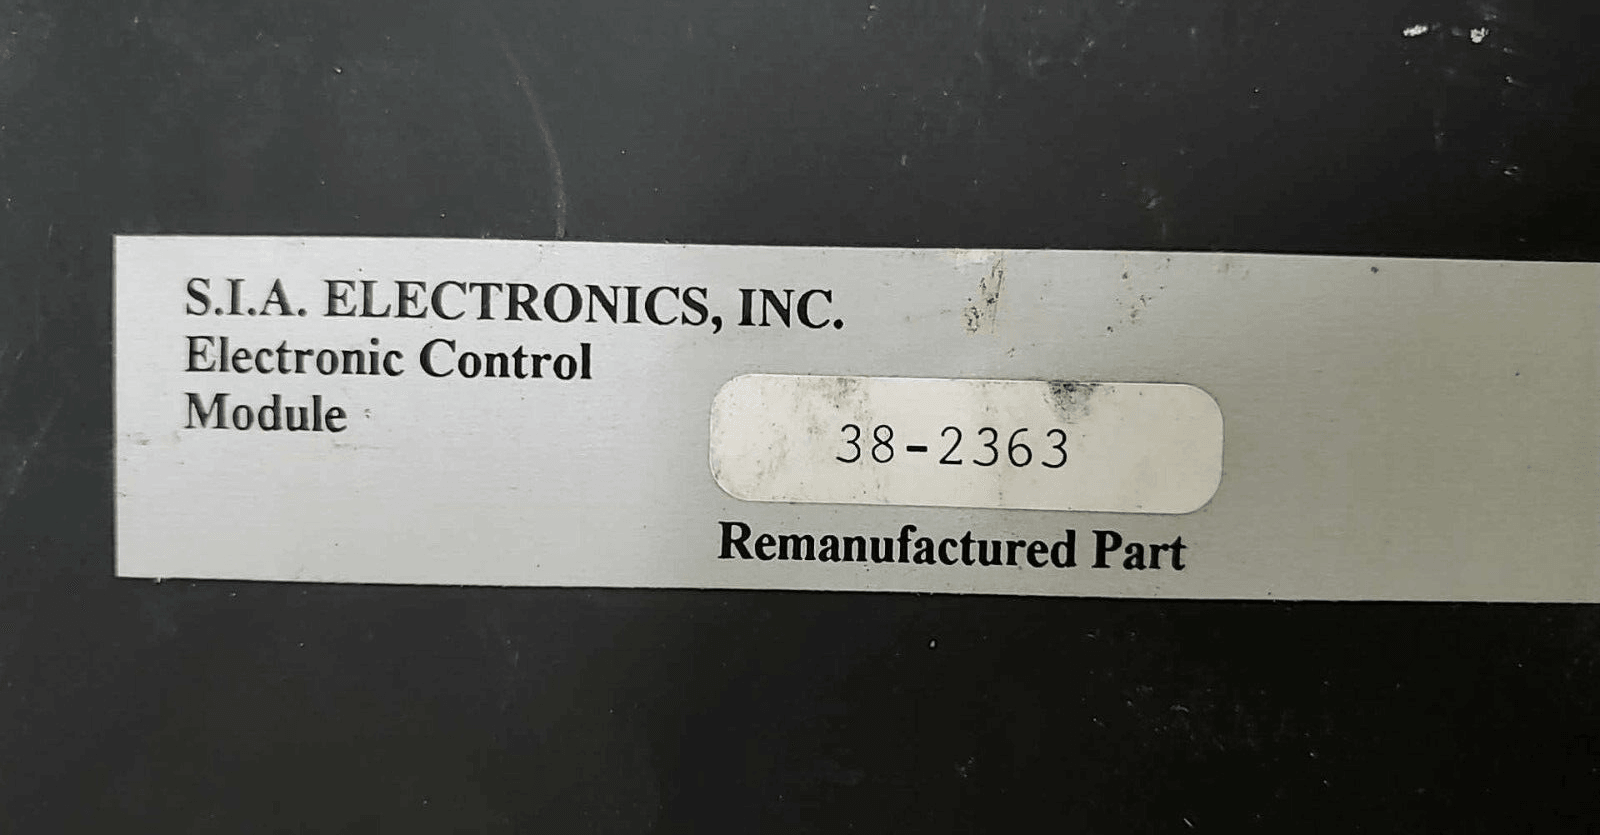 S.I.A. ELECTRONICS, INC.
Electronic Control
Module
38-2363
Remanufactured Part